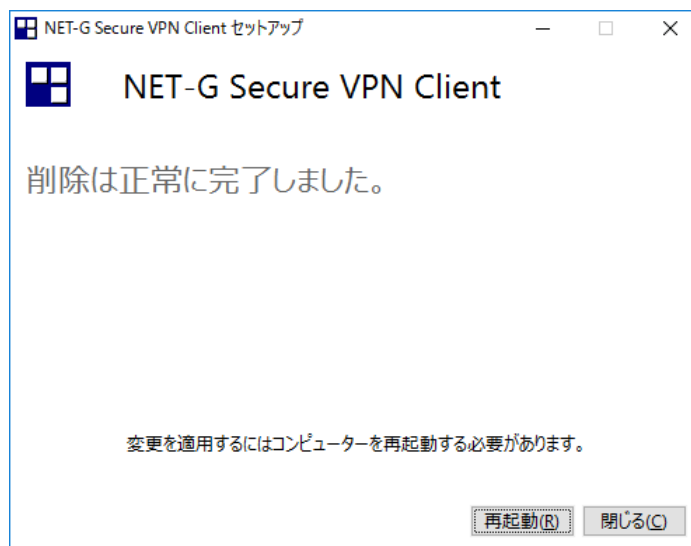 NET-G Secure VPN Client セットアップ
NET-G Secure VPN Client
削除は正常に完了しました。
変更を適用するにはコンピューターを再起動する必要があります。
再起動(R)
閉じる(C)